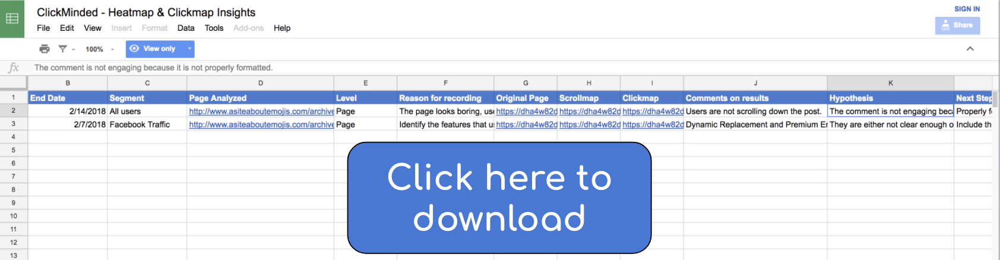 ClickMinded - Heatmap & Clickmap Insights
SIGN IN
File Edit View Insert Format Data Tools Add-ons Help
Share
100% View only
fx The comment is not engaging because it is not properly formatted.
B C D E F G H I J K
1 End Date Segment Page Analyzed Level Reason for recording Original Page Scrollmap Clickmap Comments on results Hypothesis Next Step
2 2/14/2018 All users http://www.asiteaboutemojis.com/archive Page The page looks boring, use https://dha4w82d https://dha4w82d https://dha4w82d Users are not scrolling down the post. The comment is not engaging beca Properly f
3 2/7/2018 Facebook Traffic http://www.asiteaboutemojis.com/archive Page Identify the features that u https://dha4w82d https://dha4w82d https://dha4w82d Dynamic Replacement and Premium Er They are either not clear enough o Include th
4
5
6
7
8
9
10
11
12
13
Click here to
download